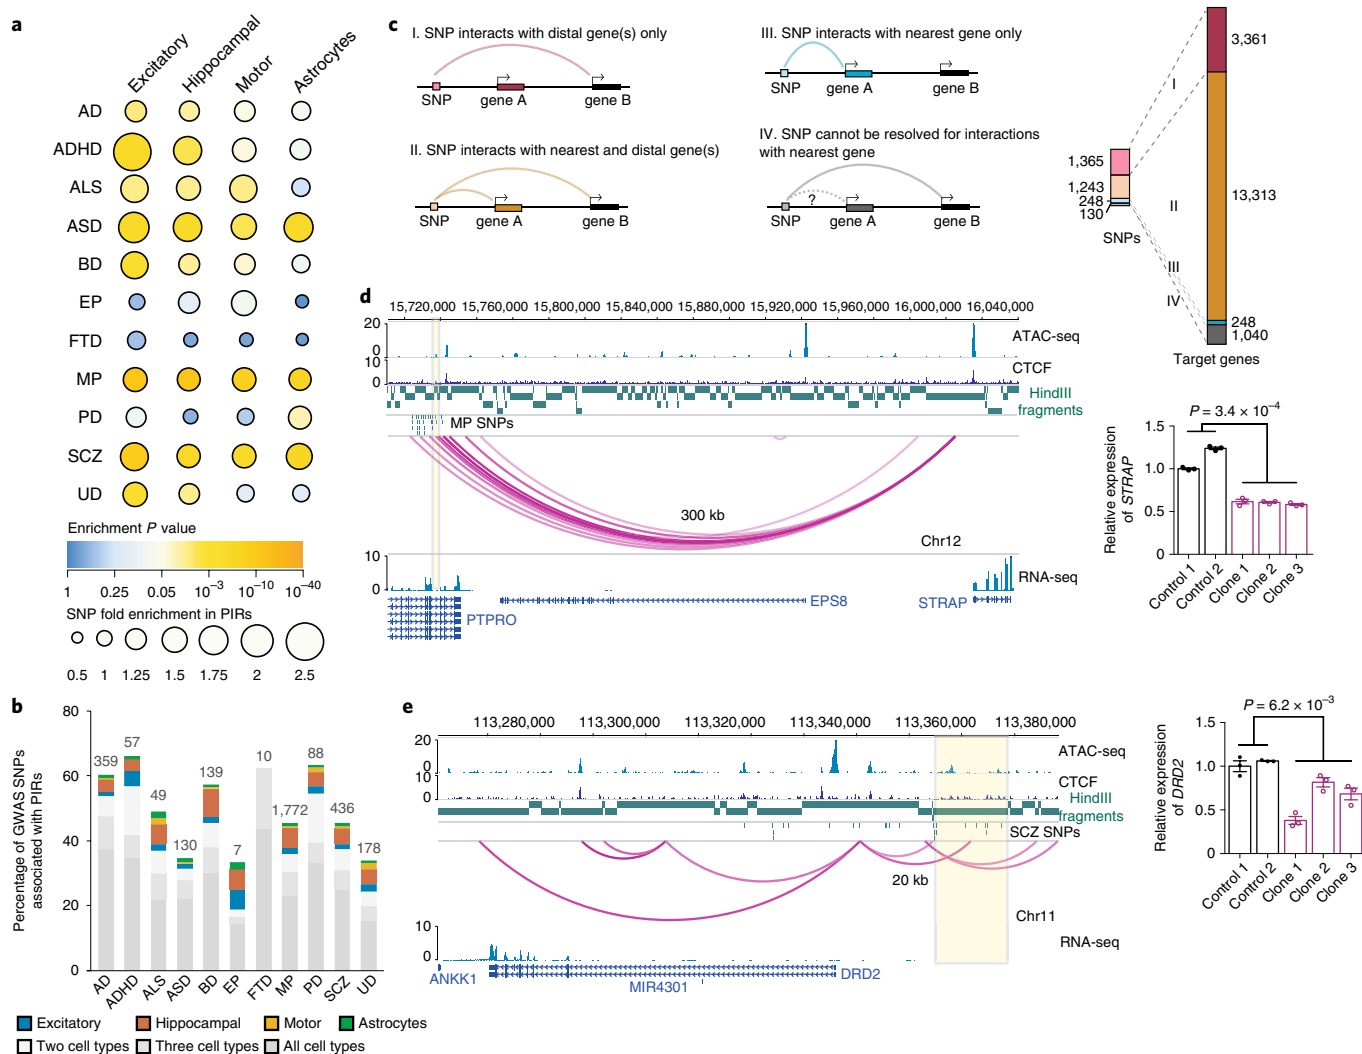 a
Excitatory
Hippocampal
Motor
Astrocytes
AD
ADHD
ALS
ASD
BD
EP
FTD
MP
PD
SCZ
UD
Enrichment P value
1 0.25 0.05 10⁻³ 10⁻¹⁰ 10⁻⁴⁰
SNP fold enrichment in PIRs
0.5 1 1.25 1.5 1.75 2 2.5
b
Percentage of GWAS SNPs
associated with PIRs
80
60
40
20
0
359 57 49 130 139 7 10 1,772 88 436 178
AD ADHD ALS ASD BD EP FTD MP PD SCZ UD
Excitatory Hippocampal Motor Astrocytes
Two cell types Three cell types All cell types
c
I. SNP interacts with distal gene(s) only
SNP gene A gene B
II. SNP interacts with nearest and distal gene(s)
SNP gene A gene B
III. SNP interacts with nearest gene only
SNP gene A gene B
IV. SNP cannot be resolved for interactions
with nearest gene
?
SNP gene A gene B
1,365
1,243
248
130
SNPs
I
II
III
IV
3,361
13,313
248
1,040
Target genes
d
15,720,000 15,760,000 15,800,000 15,840,000 15,880,000 15,920,000 15,960,000 16,000,000 16,040,000
20
0
ATAC-seq
10
0
CTCF
HindIII
fragments
MP SNPs
300 kb
Chr12
10
0
RNA-seq
PTPRO
EPS8
STRAP
P = 3.4 × 10⁻⁴
Relative expression
of STRAP
1.5
1.0
0.5
0
Control 1 Control 2 Clone 1 Clone 2 Clone 3
e
113,280,000 113,300,000 113,320,000 113,340,000 113,360,000 113,380,000
20
0
ATAC-seq
10
0
CTCF
HindIII
fragments
SCZ SNPs
20 kb
Chr11
10
0
RNA-seq
ANKK1
MIR4301
DRD2
P = 6.2 × 10⁻³
Relative expression
of DRD2
1.5
1.0
0.5
0
Control 1 Control 2 Clone 1 Clone 2 Clone 3